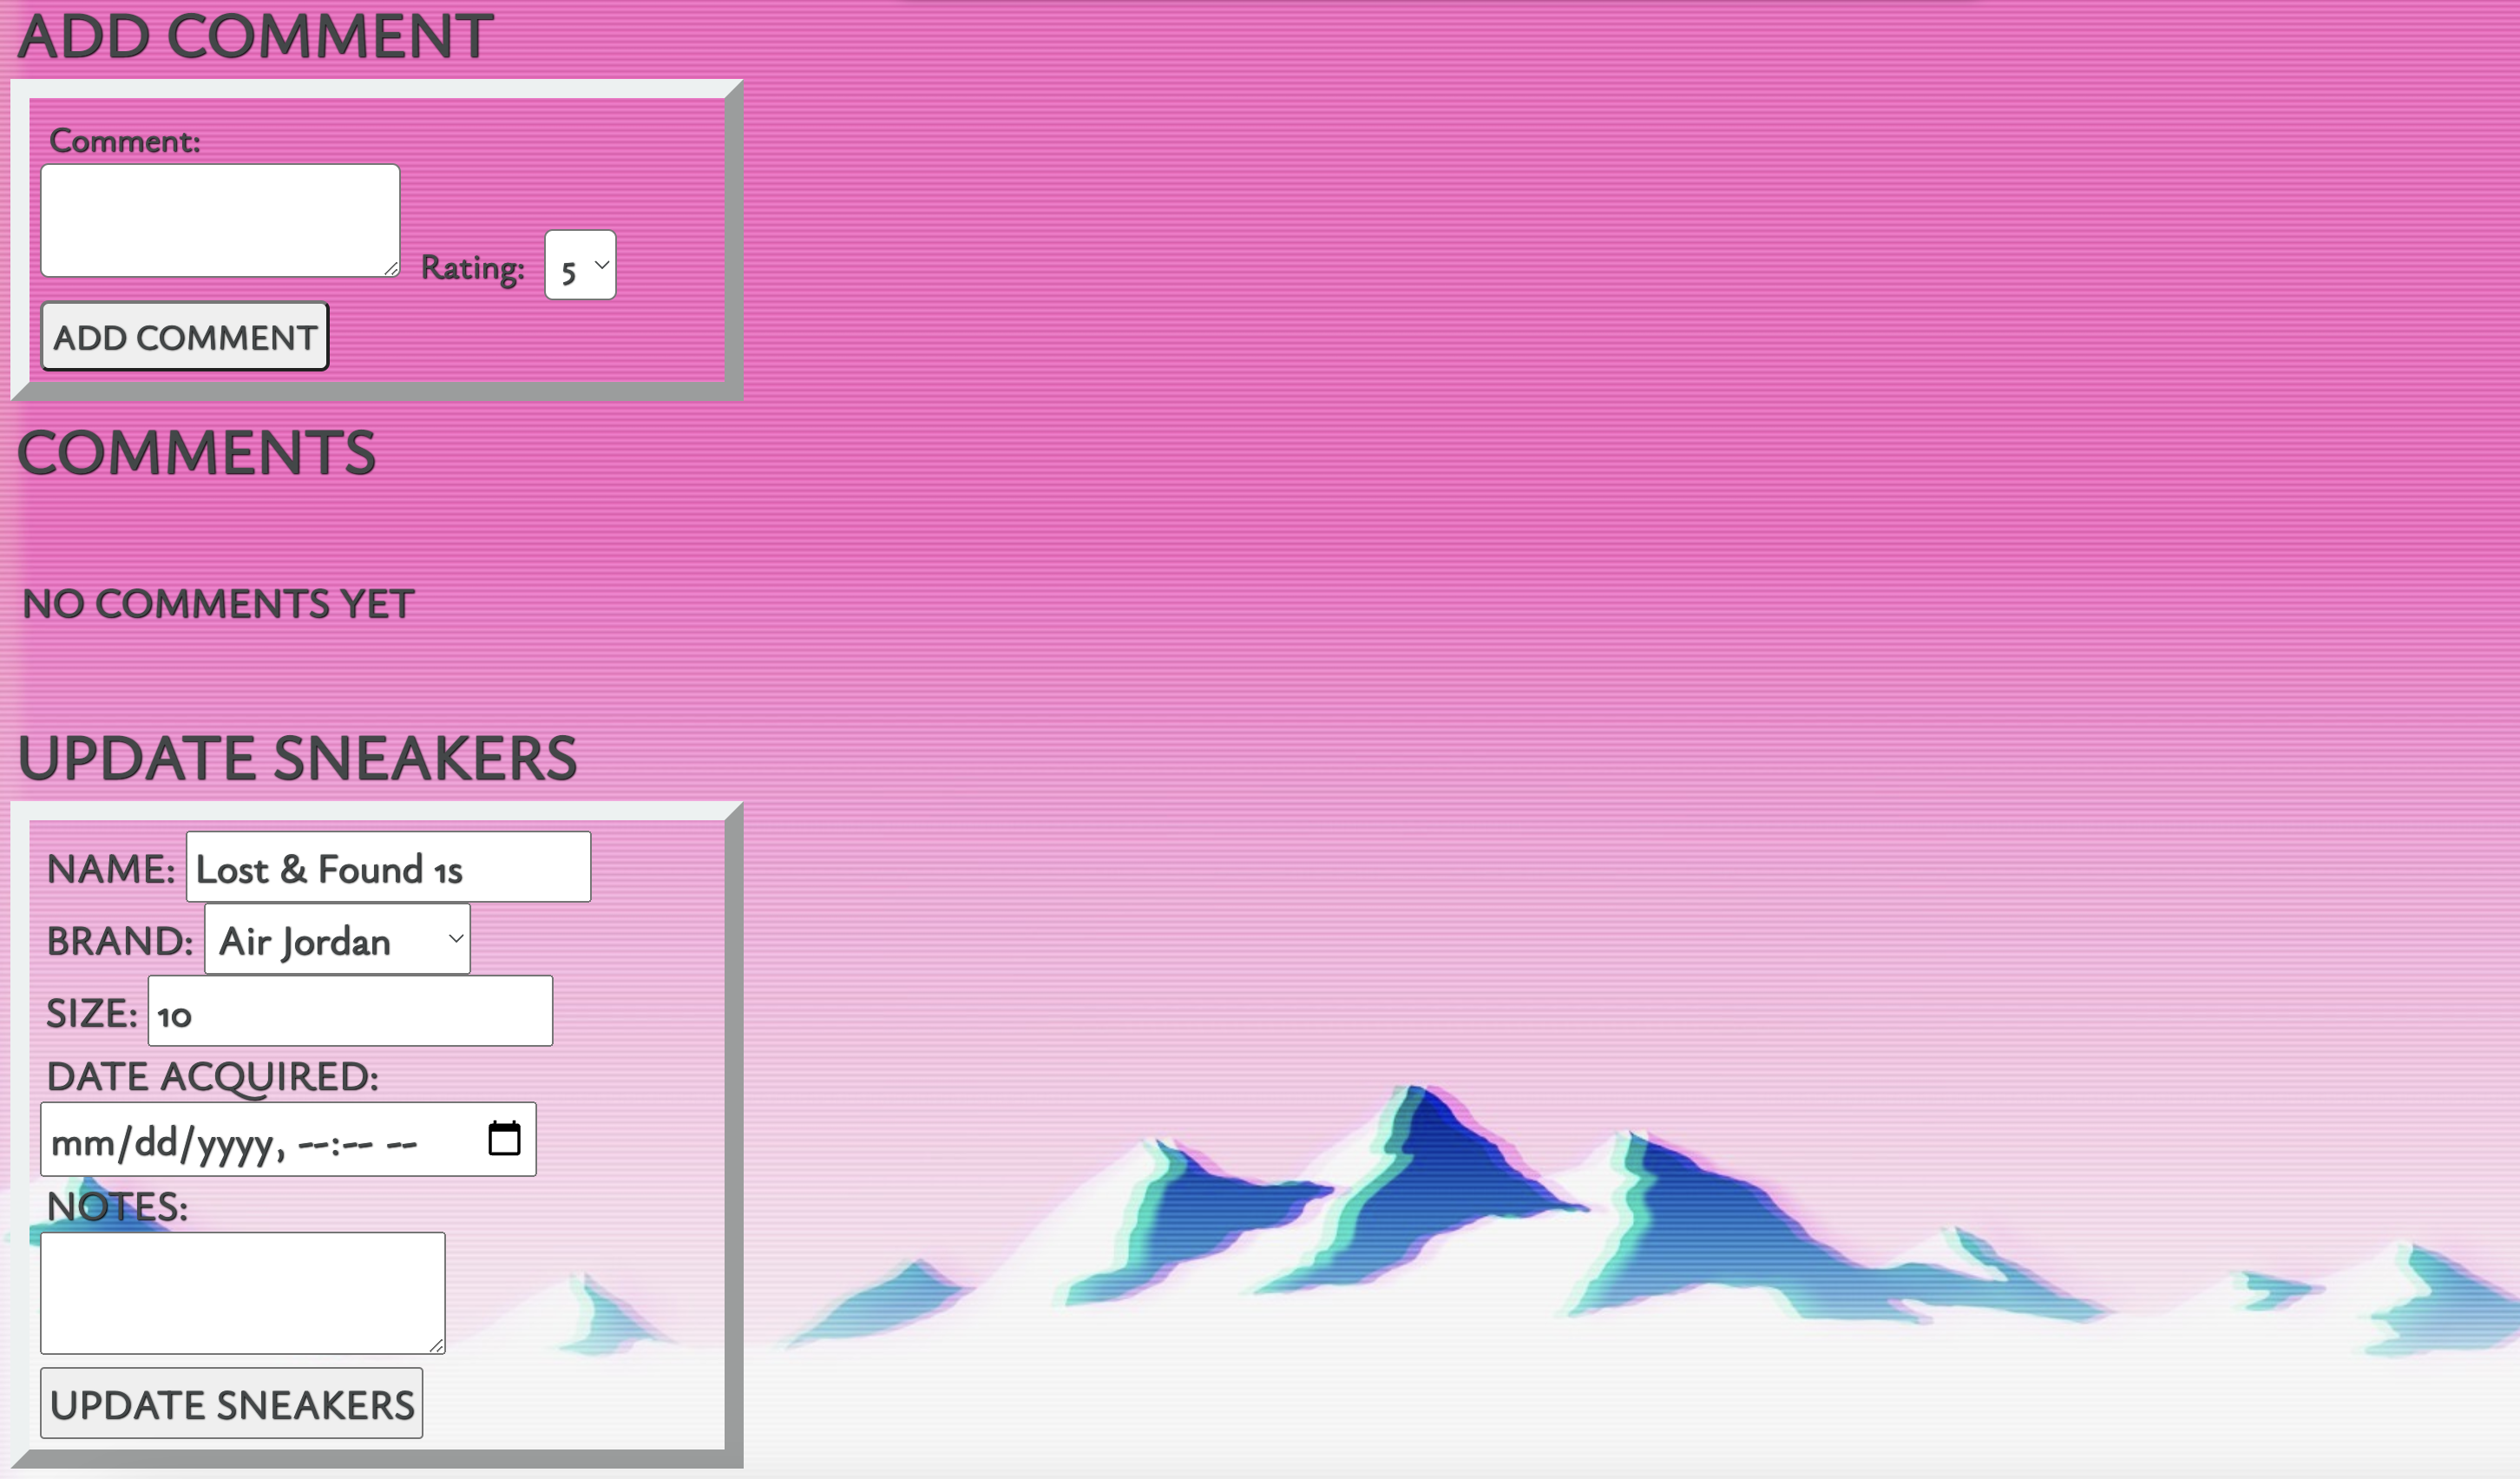 ADD COMMENT
Comment:
Rating: 5
ADD COMMENT
COMMENTS
NO COMMENTS YET
UPDATE SNEAKERS
NAME: Lost & Found 1s
BRAND: Air Jordan
SIZE: 10
DATE ACQUIRED:
mm/dd/yyyy, --:-- --
NOTES:
UPDATE SNEAKERS